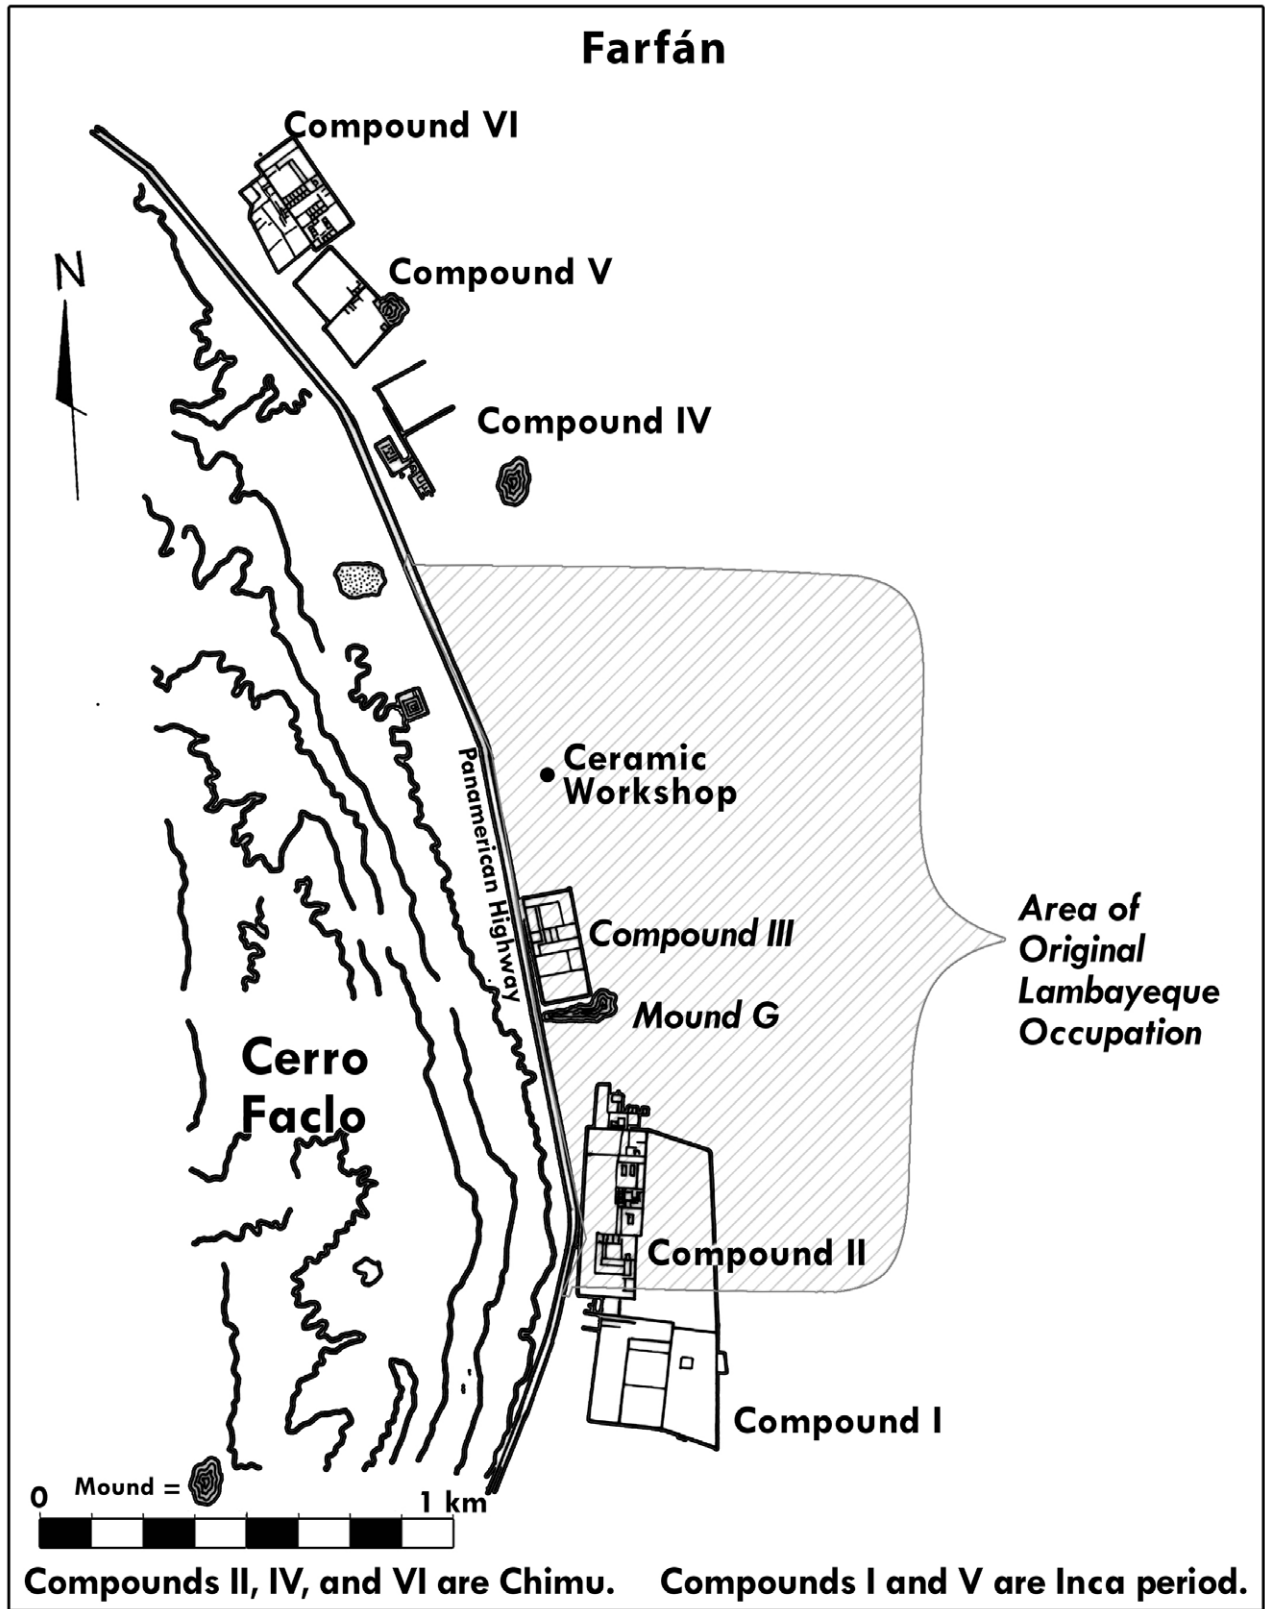 Farfán
Compound VI
N
Compound V
Compound IV
Ceramic
Workshop
Panamerican Highway
Compound III
Area of
Original
Lambayeque
Occupation
Mound G
Cerro
Faclo
Compound II
Compound I
Mound =
0
1 km
Compounds II, IV, and VI are Chimu.
Compounds I and V are Inca period.